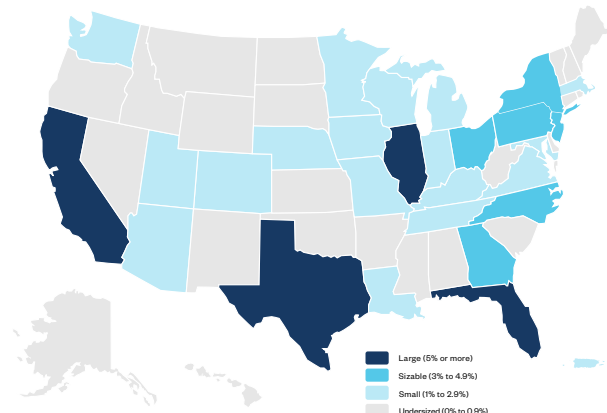 Large (5% or more)
Sizable (3% to 4.9%)
Small (1% to 2.9%)
Undersized (0% to 0.9%)